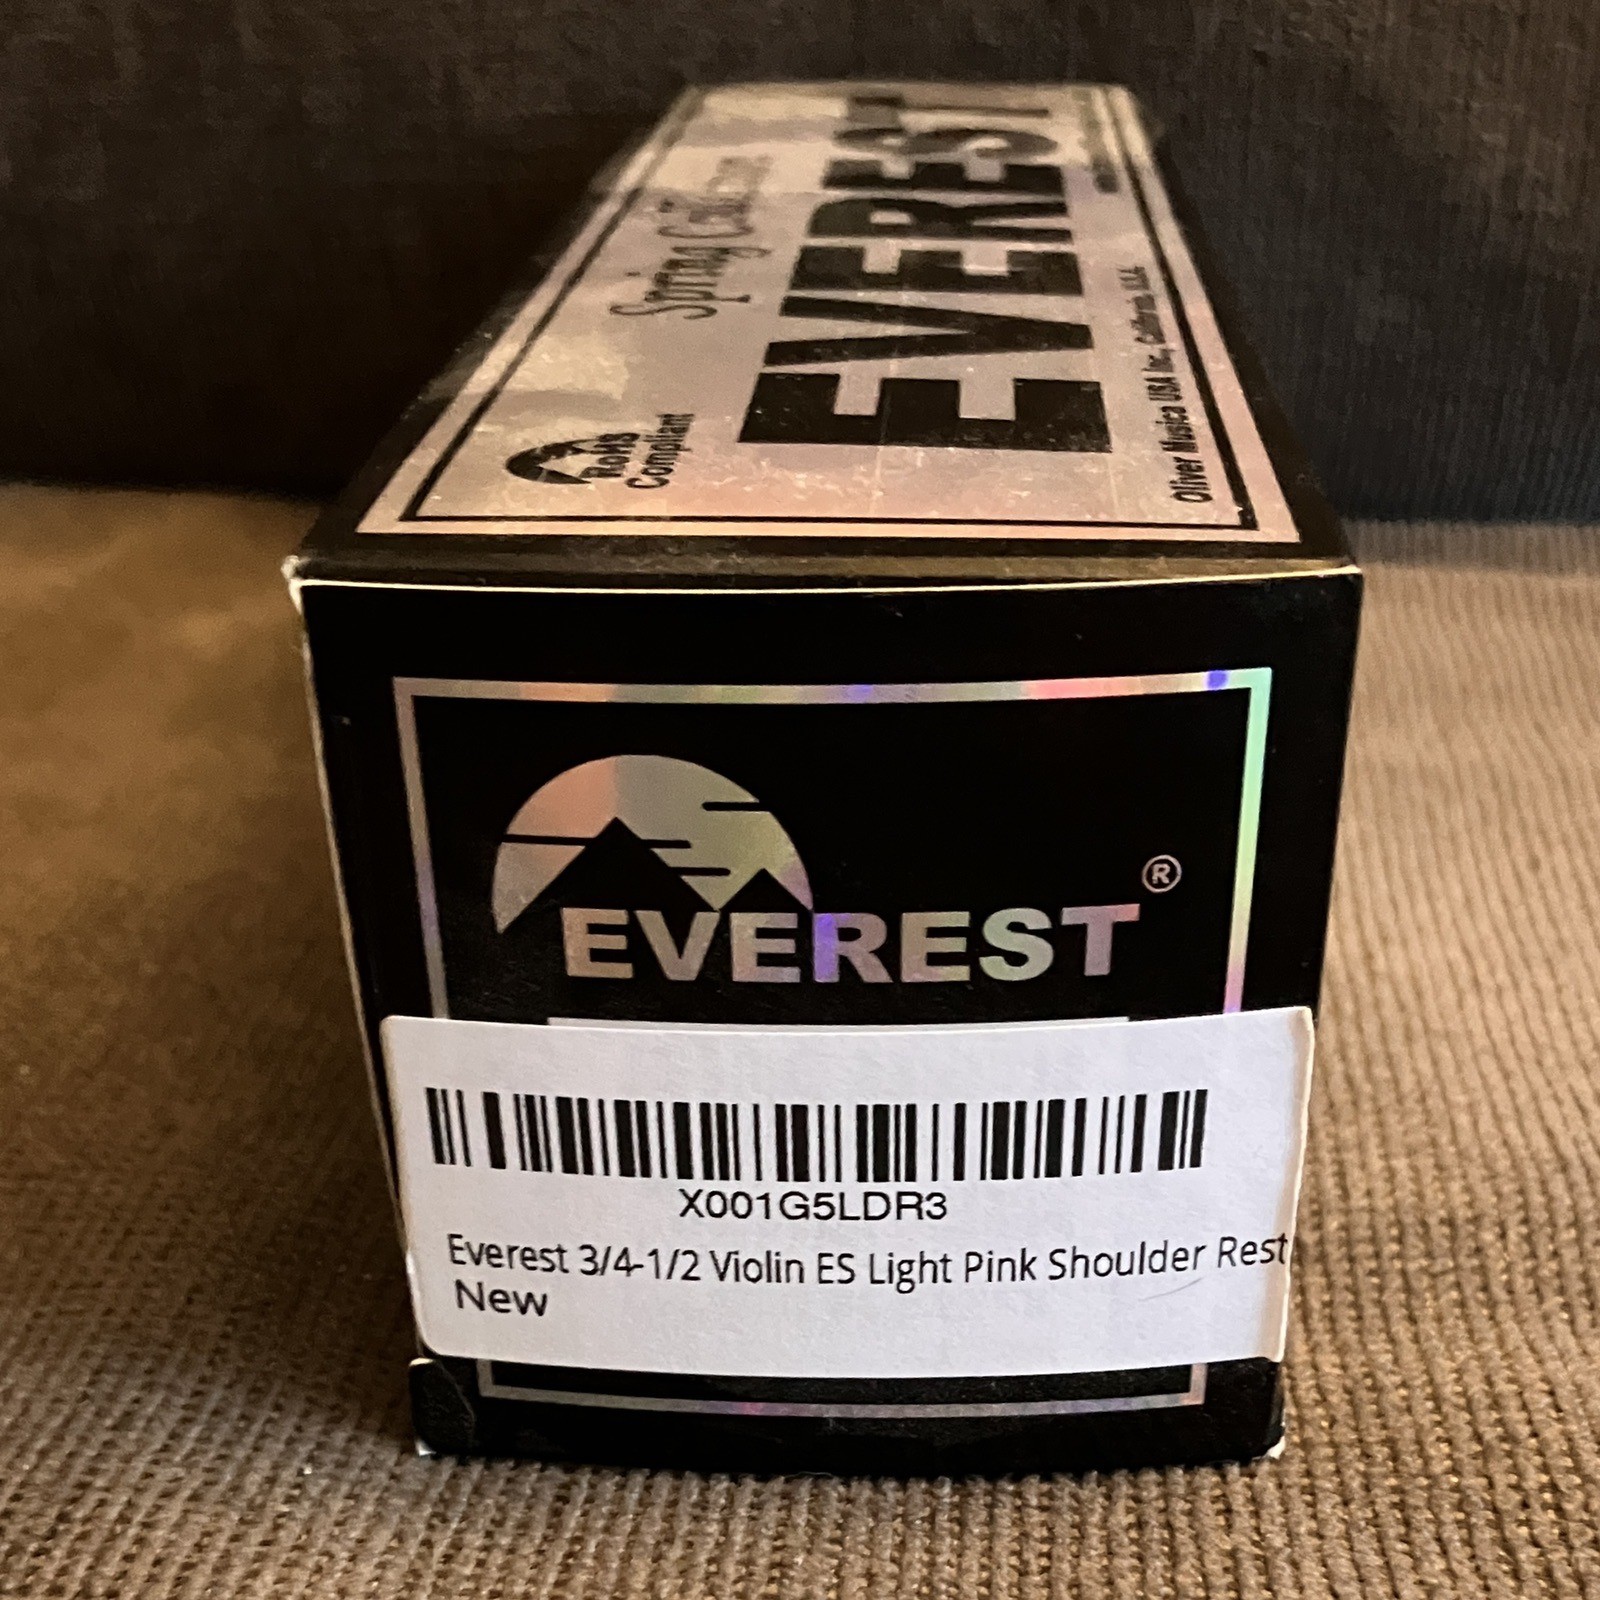 Spring Collection
EVEREST
RoHS
Compliant
Oliver Musica USA Inc., California, U.S.A.
EVEREST®
X001G5LDR3
Everest 3/4-1/2 Violin ES Light Pink Shoulder Rest
New